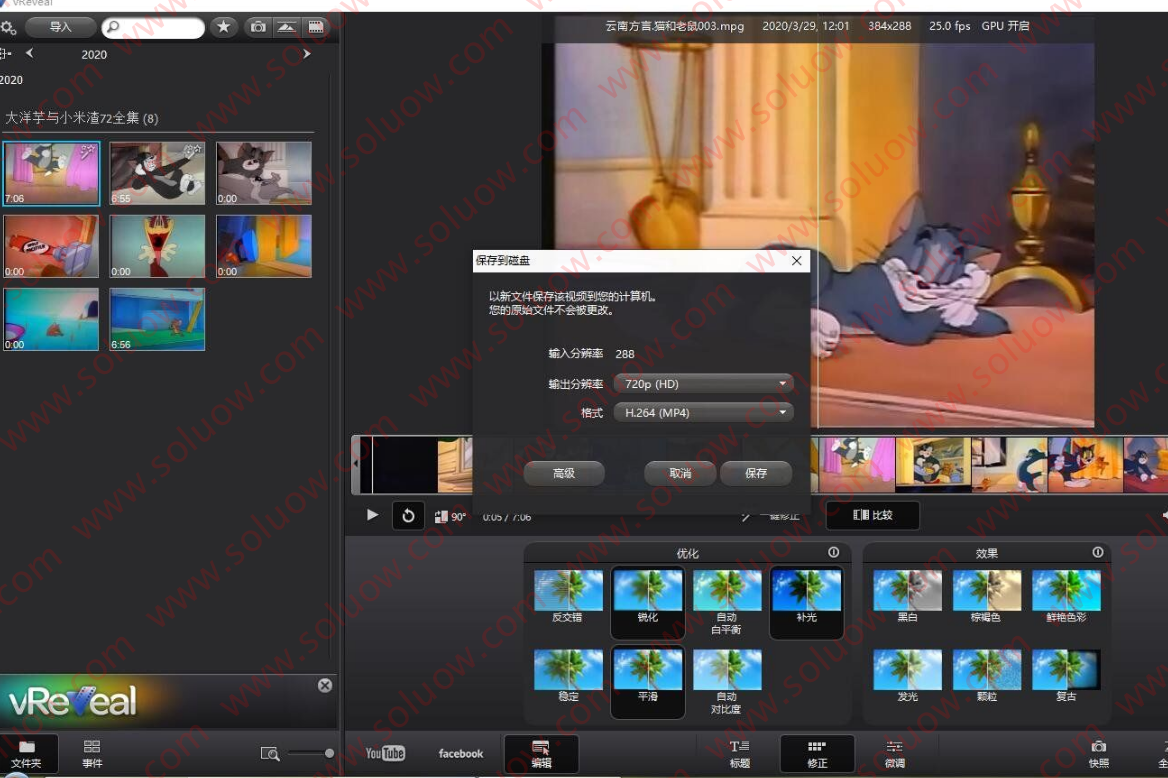 vReveal
导入
云南方言.猫和老鼠003.mpg 2020/3/29, 12:01 384x288 25.0 fps GPU 开启
2020
2020
大洋芋与小米渣72全集 (8)
7:06
6:55
0:00
0:00
0:00
0:00
0:00
6:56
保存到磁盘
以新文件保存该视频到您的计算机。
您的原始文件不会被更改。
输入分辨率 288
输出分辨率 720p (HD)
格式 H.264 (MP4)
高级 取消 保存
90° 0:05 / 7:06 一键修正 比较
优化
反交错 锐化 自动
白平衡 补光
稳定 平滑 自动
对比度
效果
黑白 棕褐色 鲜艳色彩
发光 颗粒 复古
vReveal
文件夹 事件
YouTube facebook 编辑 标题 修正 微调 快照 全
www.soluow.com